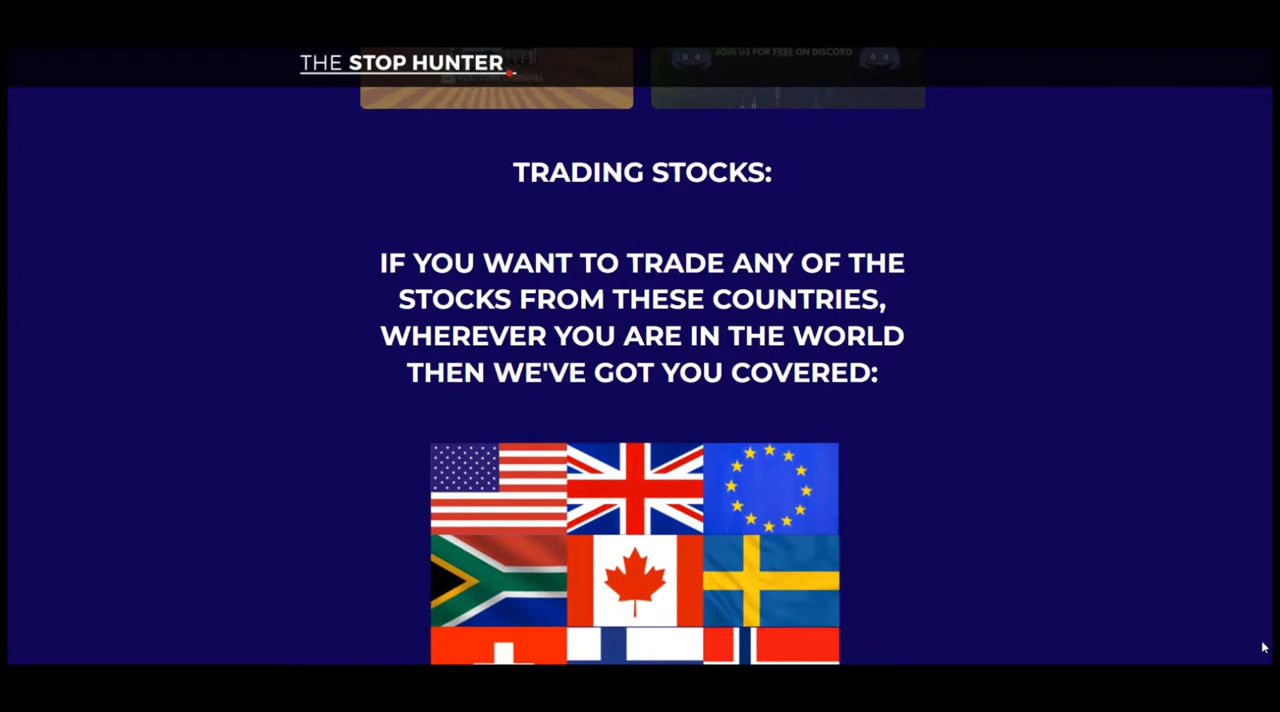 JOIN US FOR FREE ON DISCORD
THE STOP HUNTER
TRADING STOCKS:
IF YOU WANT TO TRADE ANY OF THE
STOCKS FROM THESE COUNTRIES,
WHEREVER YOU ARE IN THE WORLD
THEN WE'VE GOT YOU COVERED: